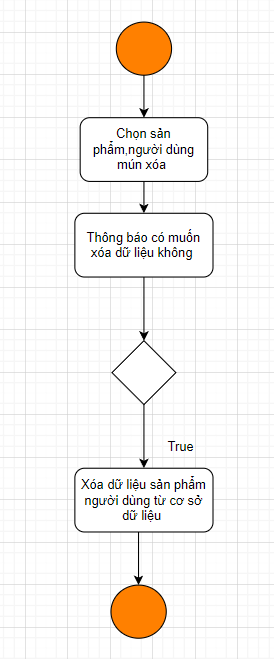 Chọn sản
phẩm,người dùng
mún xóa
Thông báo có muốn
xóa dữ liệu không
True
Xóa dữ liệu sản phẩm
người dùng từ cơ sở
dữ liệu